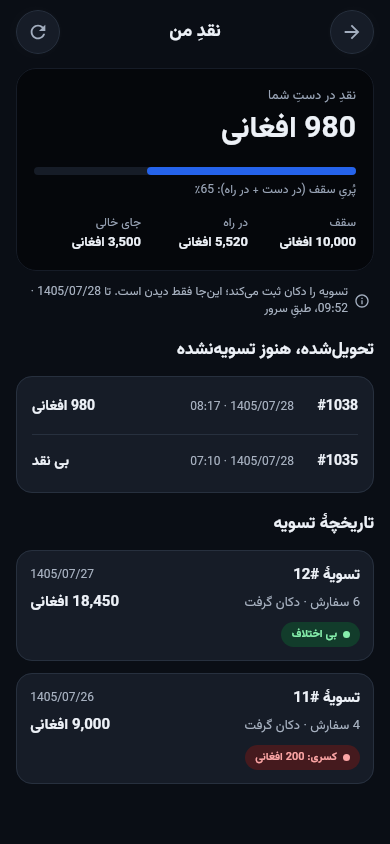 نقدِ من
نقدِ در دستِ شما
980 افغانی
پُریِ سقف (در دست + در راه): 65٪
سقف
در راه
جای خالی
10,000 افغانی
5,520 افغانی
3,500 افغانی
تسویه را دکان ثبت می‌کند؛ این‌جا فقط دیدن است. تا 1405/07/28 ·
09:52، طبقِ سرور
تحویل‌شده، هنوز تسویه‌نشده
#1038 1405/07/28 · 08:17 980 افغانی
#1035 1405/07/28 · 07:10 بی نقد
تاریخچهٔ تسویه
تسویهٔ #12 1405/07/27
6 سفارش · دکان گرفت 18,450 افغانی
بی اختلاف
تسویهٔ #11 1405/07/26
4 سفارش · دکان گرفت 9,000 افغانی
کسری: 200 افغانی